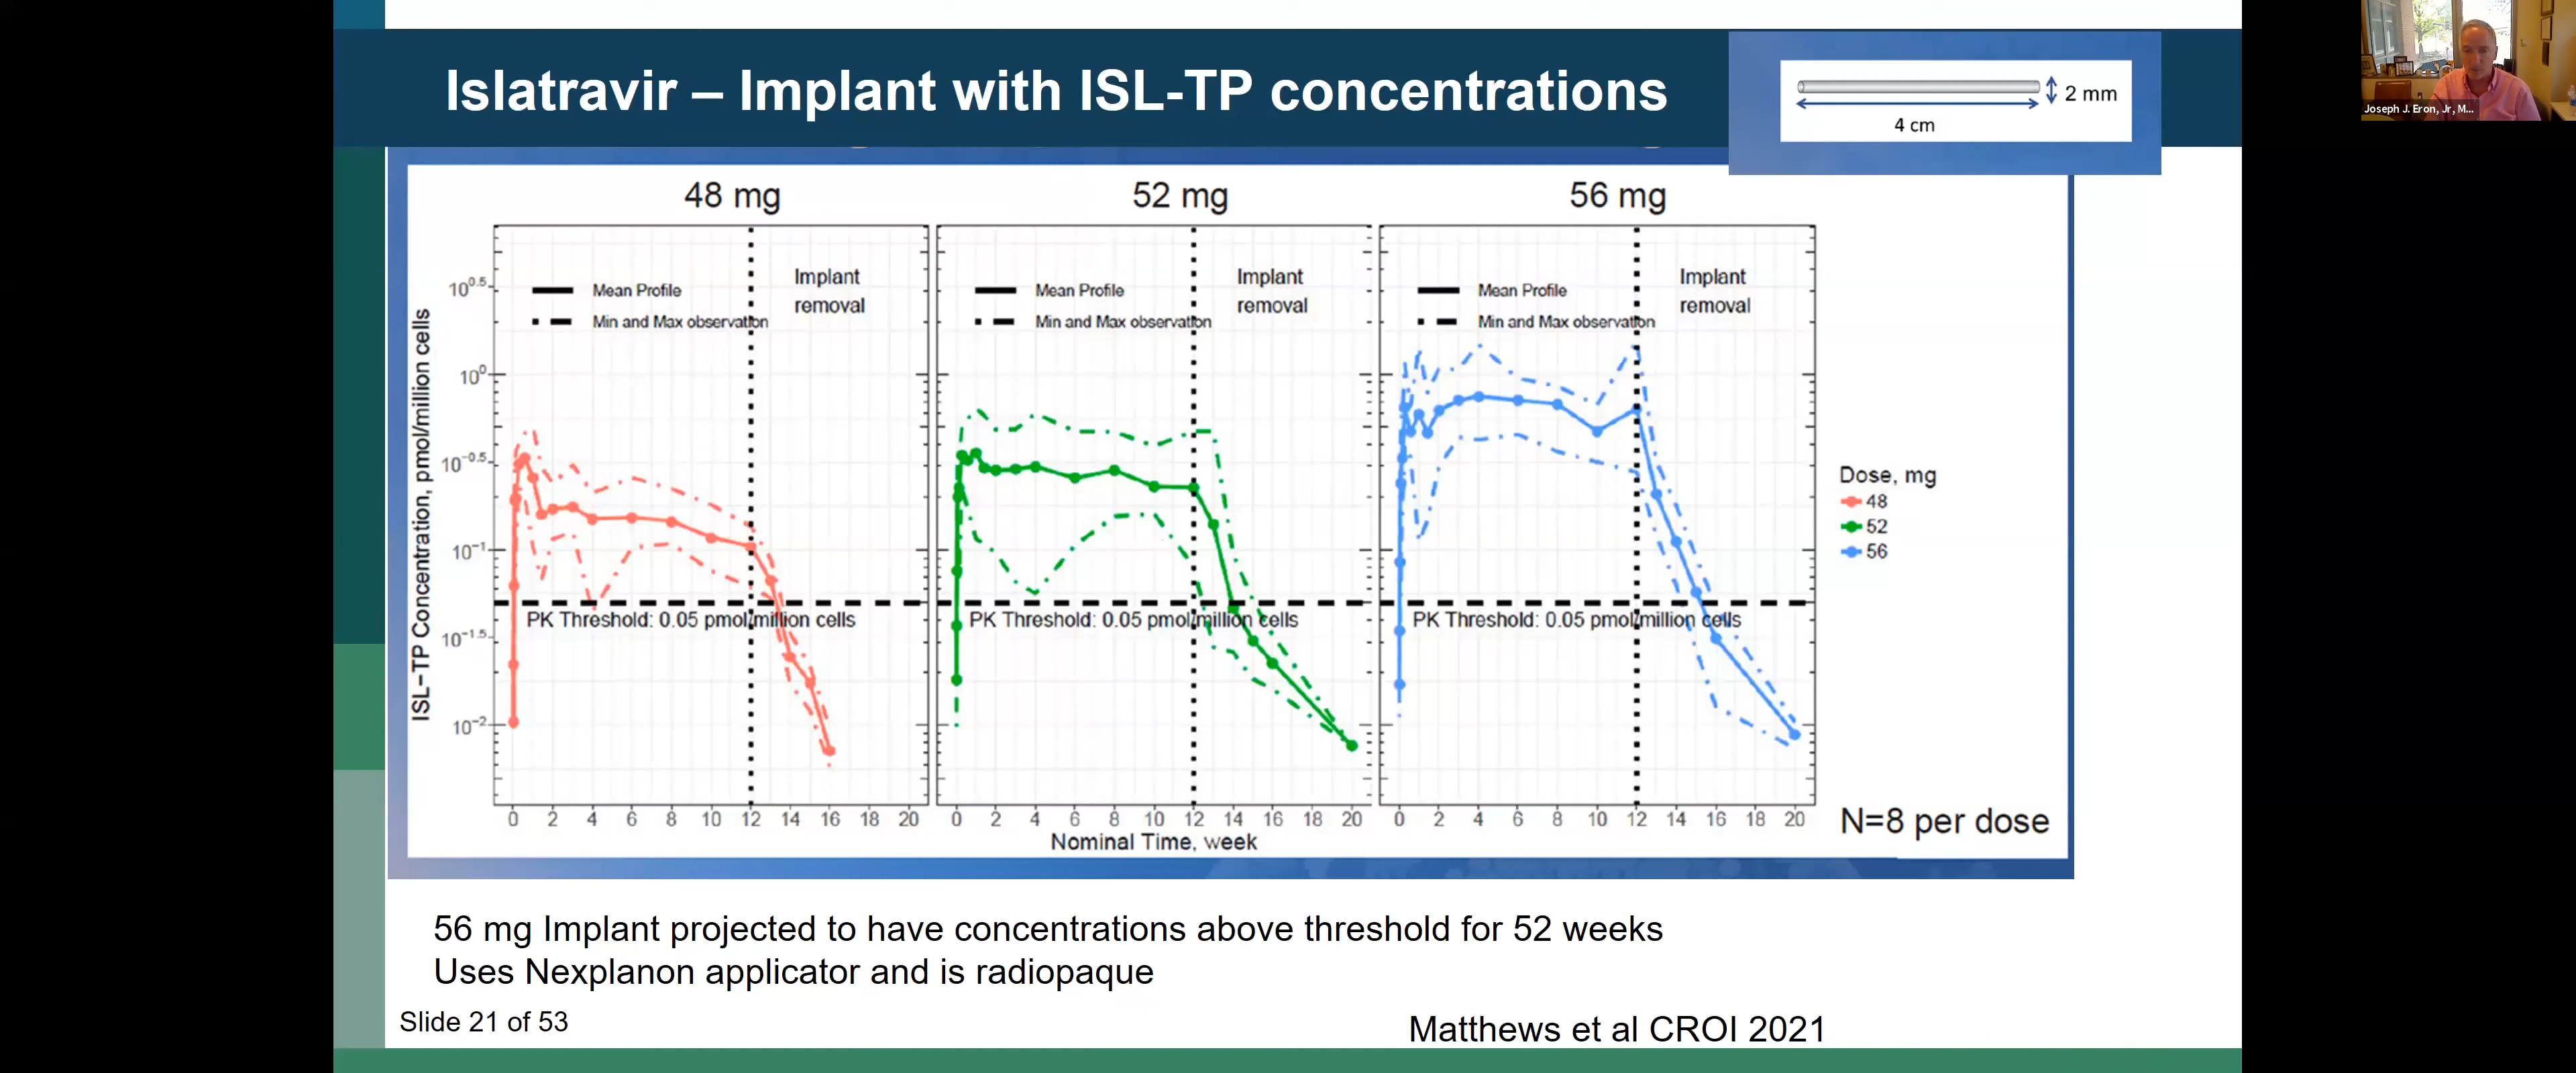 Islatravir – Implant with ISL-TP concentrations
2 mm
4 cm
Joseph J. Eron, Jr, M...
48 mg
52 mg
56 mg
ISL-TP Concentration, pmol/million cells
10^0.5
10^0
10^-0.5
10^-1
10^-1.5
10^-2
Mean Profile
Min and Max observation
Implant
removal
PK Threshold: 0.05 pmol/million cells
0 2 4 6 8 10 12 14 16 18 20
Mean Profile
Min and Max observation
Implant
removal
PK Threshold: 0.05 pmol/million cells
0 2 4 6 8 10 12 14 16 18 20
Mean Profile
Min and Max observation
Implant
removal
PK Threshold: 0.05 pmol/million cells
0 2 4 6 8 10 12 14 16 18 20
Nominal Time, week
Dose, mg
48
52
56
N=8 per dose
56 mg Implant projected to have concentrations above threshold for 52 weeks
Uses Nexplanon applicator and is radiopaque
Slide 21 of 53
Matthews et al CROI 2021